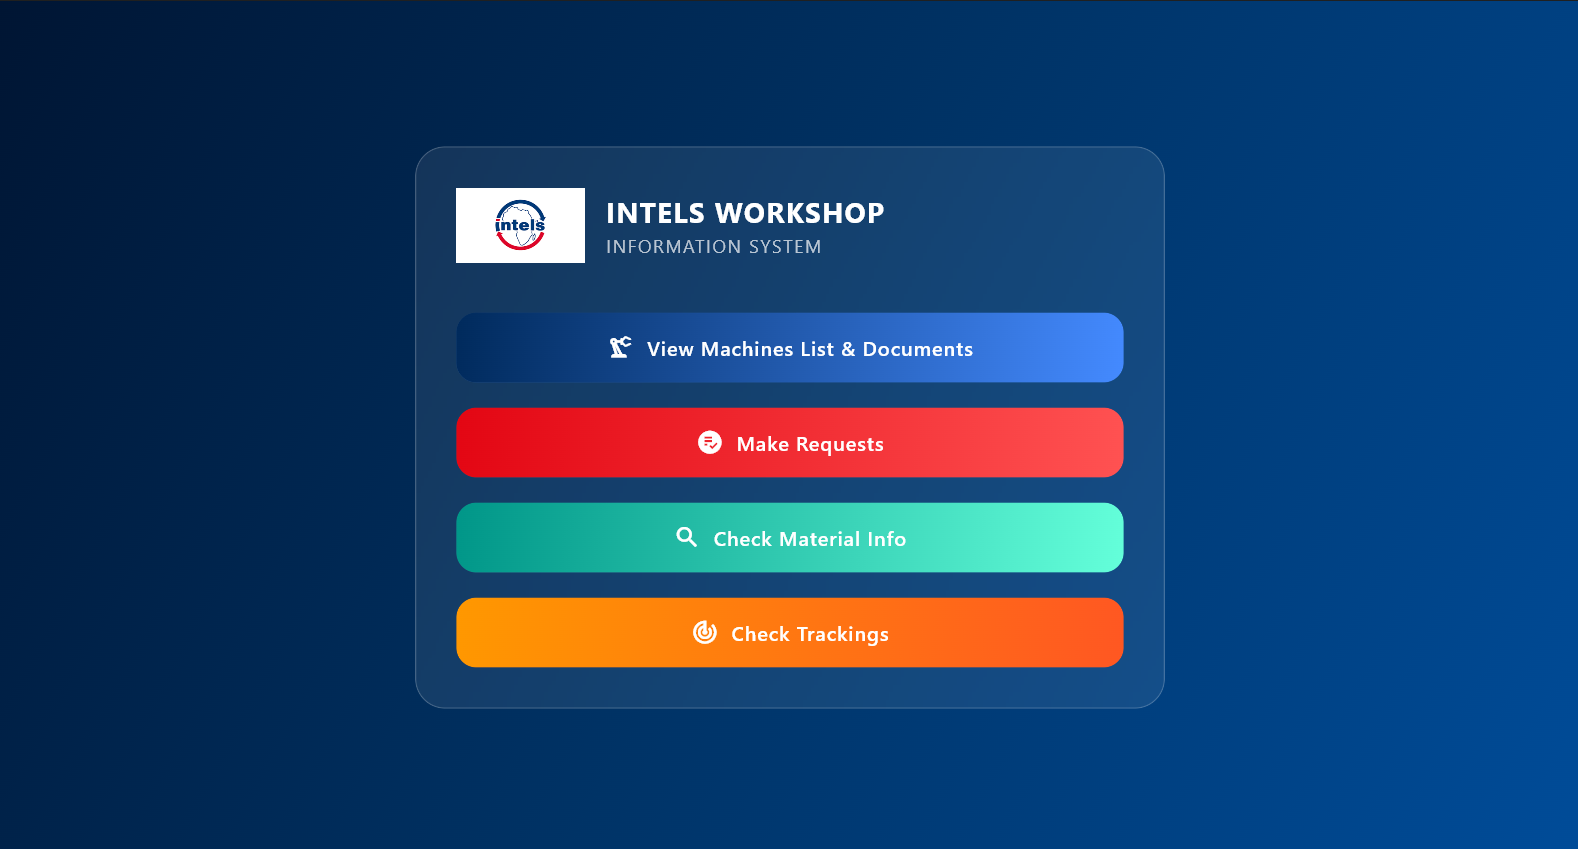 intels
INTELS WORKSHOP
INFORMATION SYSTEM
View Machines List & Documents
Make Requests
Check Material Info
Check Trackings